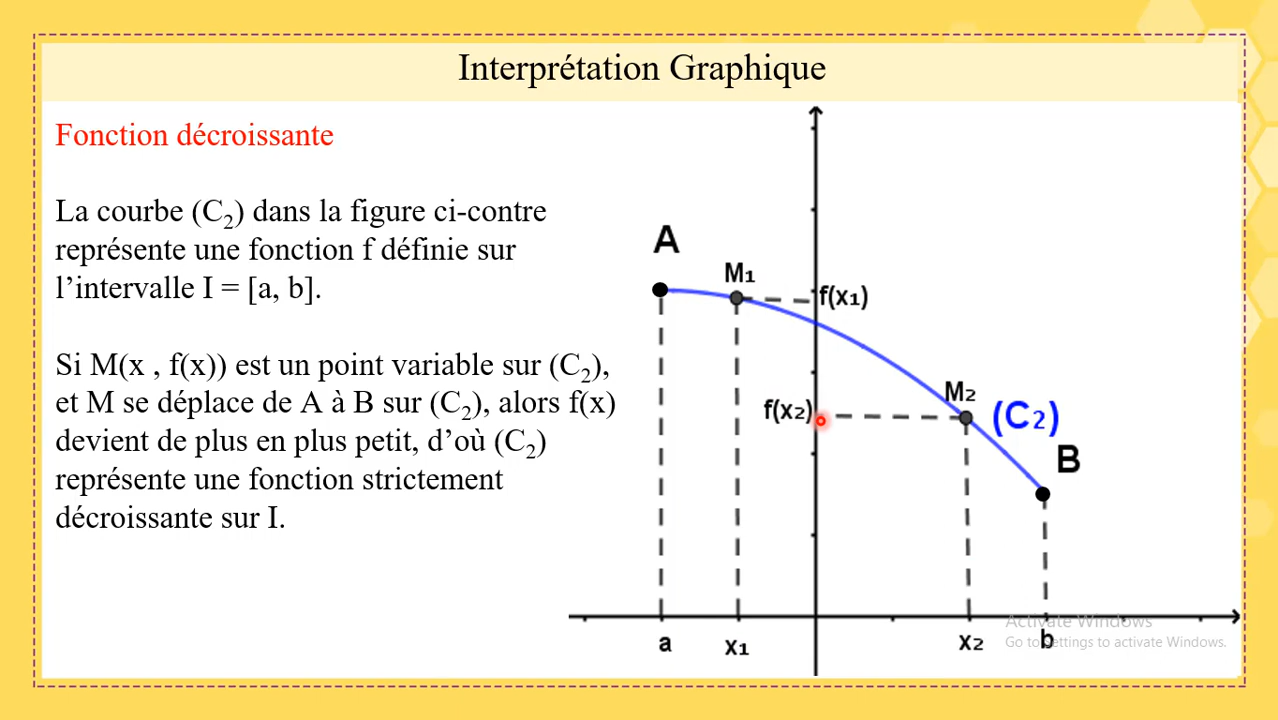 Interprétation Graphique
Fonction décroissante
La courbe (C₂) dans la figure ci-contre
représente une fonction f définie sur
l’intervalle I = [a, b].
Si M(x , f(x)) est un point variable sur (C₂),
et M se déplace de A à B sur (C₂), alors f(x)
devient de plus en plus petit, d’où (C₂)
représente une fonction strictement
décroissante sur I.
A
M₁
f(x₁)
M₂
f(x₂)
(C₂)
B
a
x₁
x₂
b
Activate Windows
Go to Settings to activate Windows.